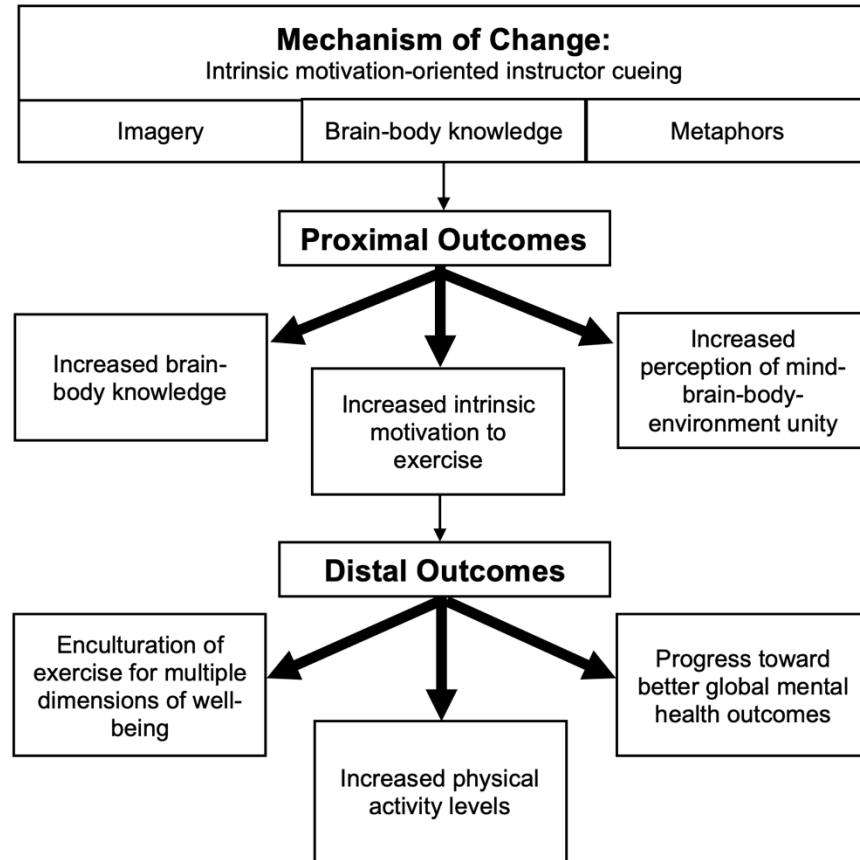 Mechanism of Change:
Intrinsic motivation-oriented instructor cueing
Imagery
Brain-body knowledge
Metaphors
Proximal Outcomes
Increased brain-
body knowledge
Increased intrinsic
motivation to
exercise
Increased
perception of mind-
brain-body-
environment unity
Distal Outcomes
Enculturation of
exercise for multiple
dimensions of well-
being
Increased physical
activity levels
Progress toward
better global mental
health outcomes